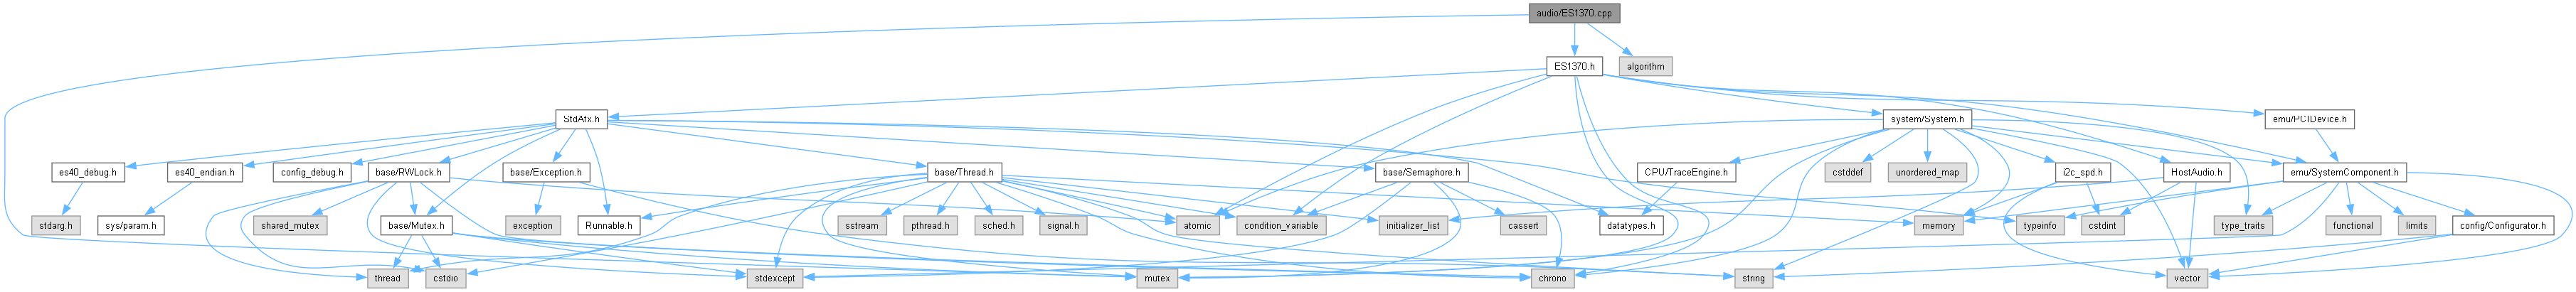 audio/ES1370.cpp
ES1370.h
algorithm
StdAfx.h
system/System.h
emu/PCIDevice.h
es40_debug.h
es40_endian.h
config_debug.h
base/RWLock.h
base/Exception.h
base/Thread.h
base/Semaphore.h
CPU/TraceEngine.h
cstddef
unordered_map
i2c_spd.h
HostAudio.h
emu/SystemComponent.h
stdarg.h
sys/param.h
shared_mutex
base/Mutex.h
exception
Runnable.h
sstream
pthread.h
sched.h
signal.h
atomic
condition_variable
initializer_list
cassert
datatypes.h
memory
typeinfo
cstdint
type_traits
functional
limits
config/Configurator.h
thread
cstdio
stdexcept
chrono
mutex
chrono
string
string
vector